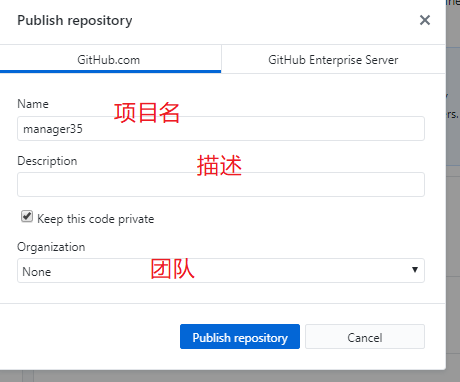 Publish repository
GitHub.com
GitHub Enterprise Server
Name
项目名
manager35
Description
描述
Keep this code private
Organization
团队
None
Publish repository
Cancel